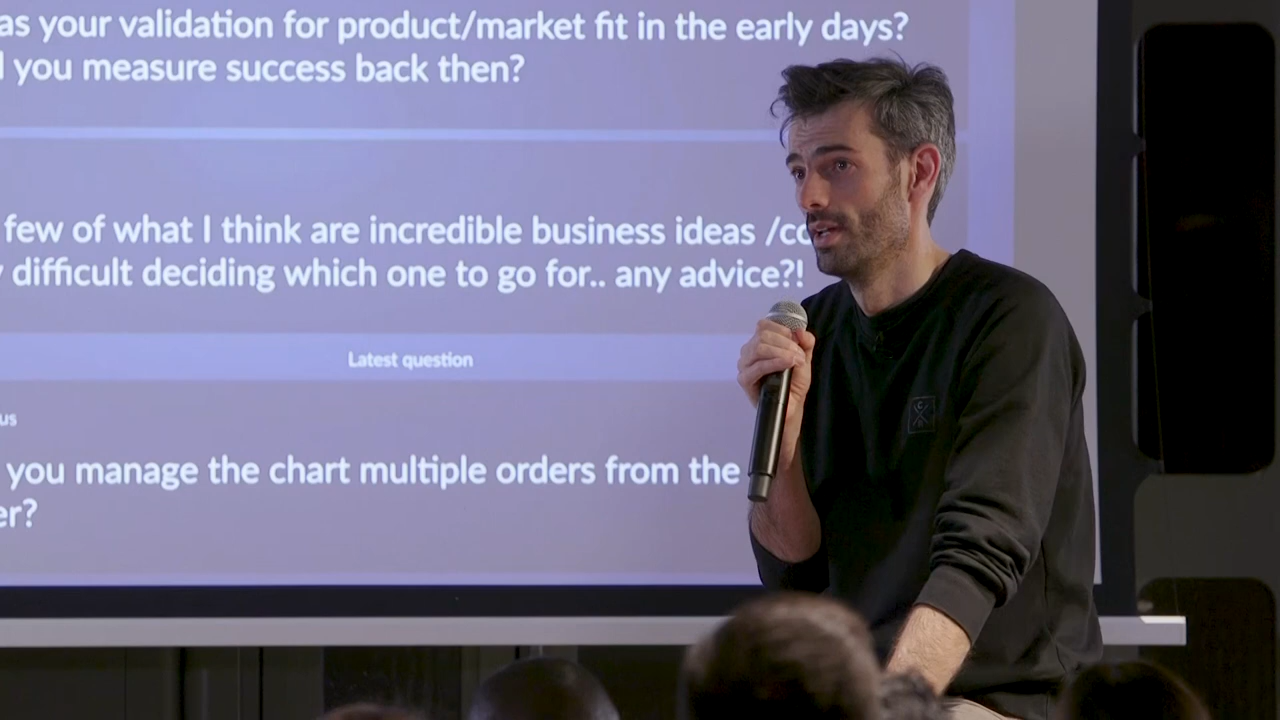 as your validation for product/market fit in the early days?
you measure success back then?
few of what I think are incredible business ideas /co
difficult deciding which one to go for.. any advice?!
Latest question
us
you manage the chart multiple orders from the
er?